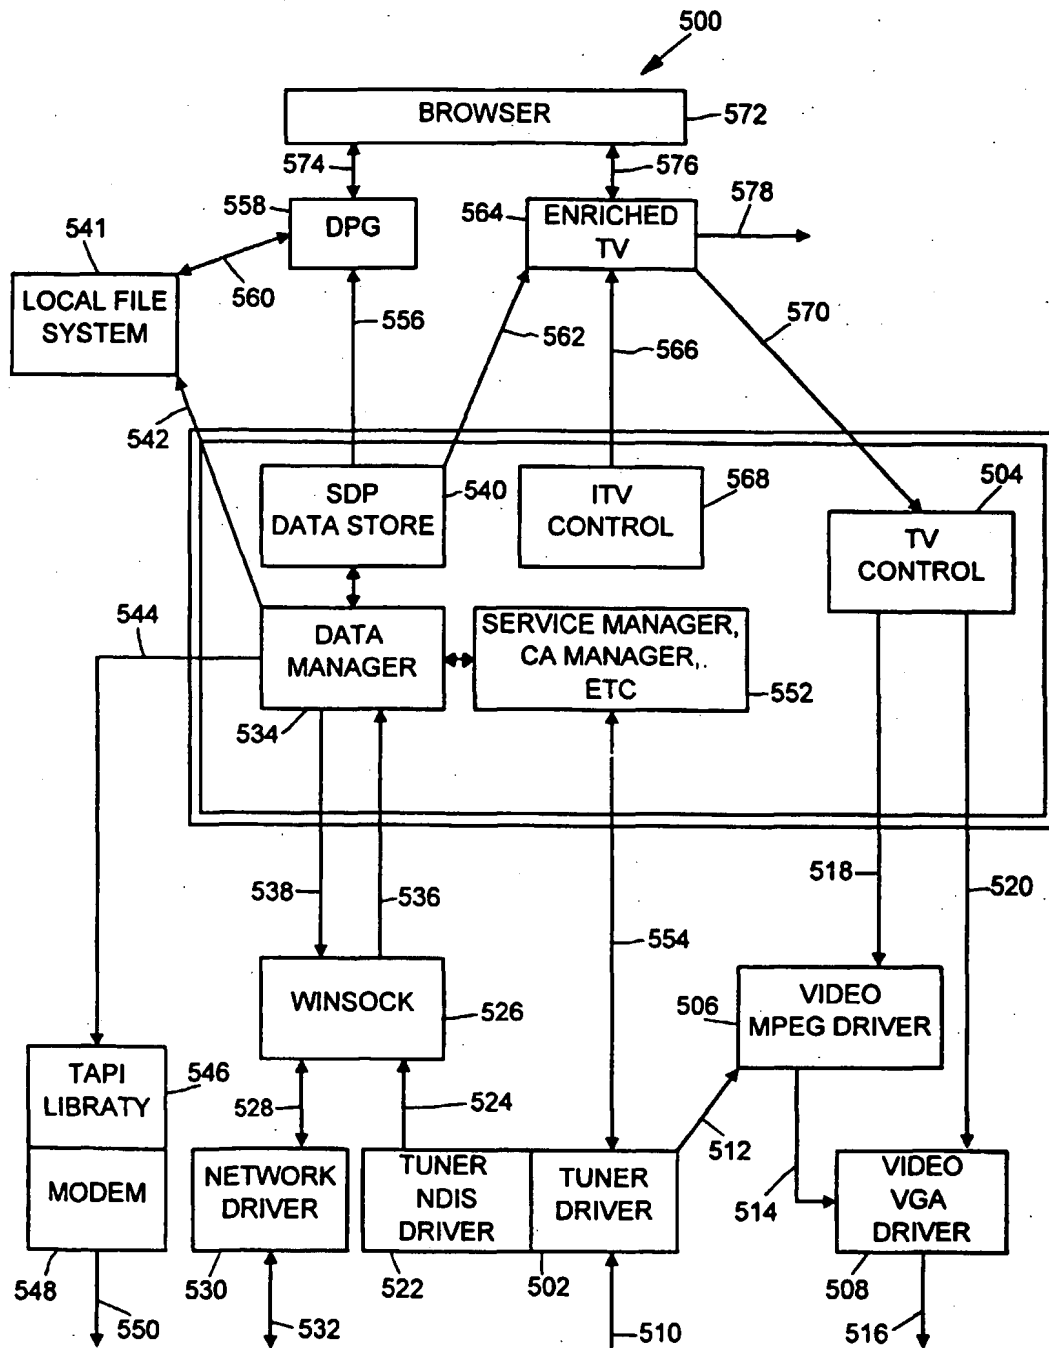 500
BROWSER
572
574
576
558
DPG
564
ENRICHED
TV
578
541
LOCAL FILE
SYSTEM
560
556
562
566
570
542
SDP
DATA STORE
540
ITV
CONTROL
568
504
TV
CONTROL
544
DATA
MANAGER
534
SERVICE MANAGER,
CA MANAGER,
ETC
552
538
536
554
518
520
WINSOCK
526
506
VIDEO
MPEG DRIVER
TAPI
LIBRATY
546
528
524
512
514
MODEM
NETWORK
DRIVER
TUNER
NDIS
DRIVER
TUNER
DRIVER
VIDEO
VGA
DRIVER
548
530
522
502
508
550
532
510
516